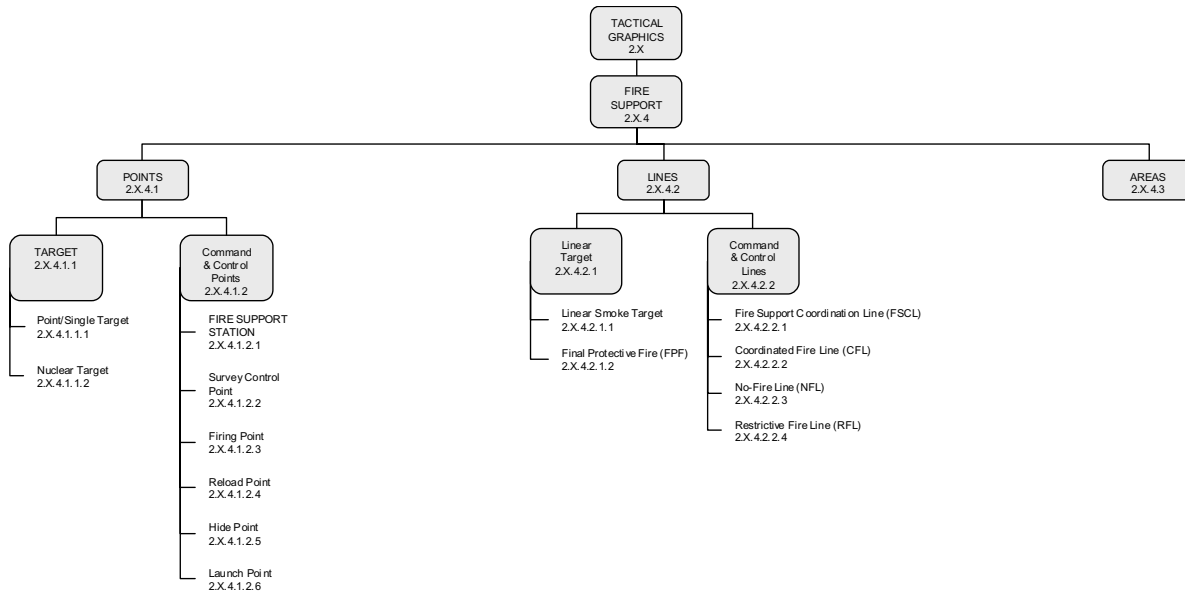 TACTICAL
GRAPHICS
2.X
FIRE
SUPPORT
2.X.4
POINTS
2.X.4.1
LINES
2.X.4.2
AREAS
2.X.4.3
TARGET
2.X.4.1.1
Command
& Control
Points
2.X.4.1.2
Linear
Target
2.X.4.2.1
Command
& Control
Lines
2.X.4.2.2
Point/Single Target
2.X.4.1.1.1
Nuclear Target
2.X.4.1.1.2
FIRE SUPPORT
STATION
2.X.4.1.2.1
Survey Control
Point
2.X.4.1.2.2
Firing Point
2.X.4.1.2.3
Reload Point
2.X.4.1.2.4
Hide Point
2.X.4.1.2.5
Launch Point
2.X.4.1.2.6
Linear Smoke Target
2.X.4.2.1.1
Final Protective Fire (FPF)
2.X.4.2.1.2
Fire Support Coordination Line (FSCL)
2.X.4.2.2.1
Coordinated Fire Line (CFL)
2.X.4.2.2.2
No-Fire Line (NFL)
2.X.4.2.2.3
Restrictive Fire Line (RFL)
2.X.4.2.2.4